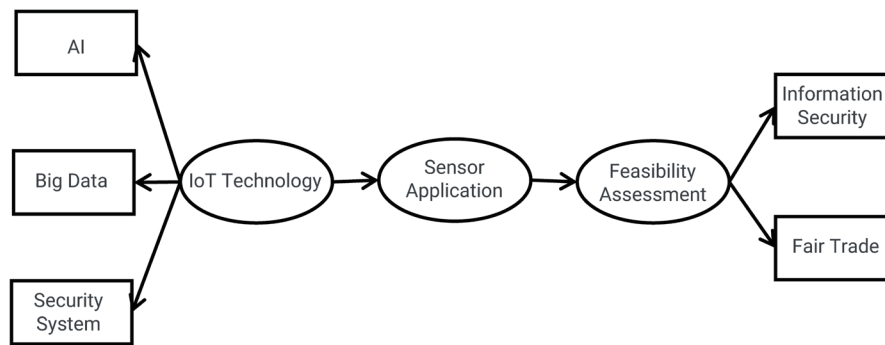 AI
Big Data
Security
System
IoT Technology
Sensor
Application
Feasibility
Assessment
Information
Security
Fair Trade